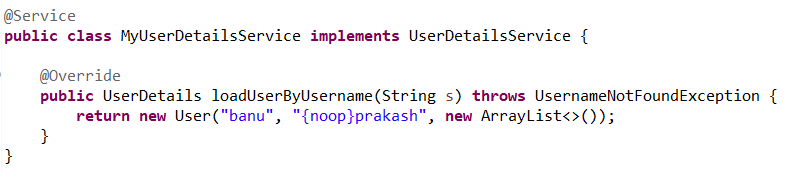 @Service
public class MyUserDetailsService implements UserDetailsService {
@Override
public UserDetails loadUserByUsername(String s) throws UsernameNotFoundException {
return new User("banu", "{noop}prakash", new ArrayList<>());
}
}